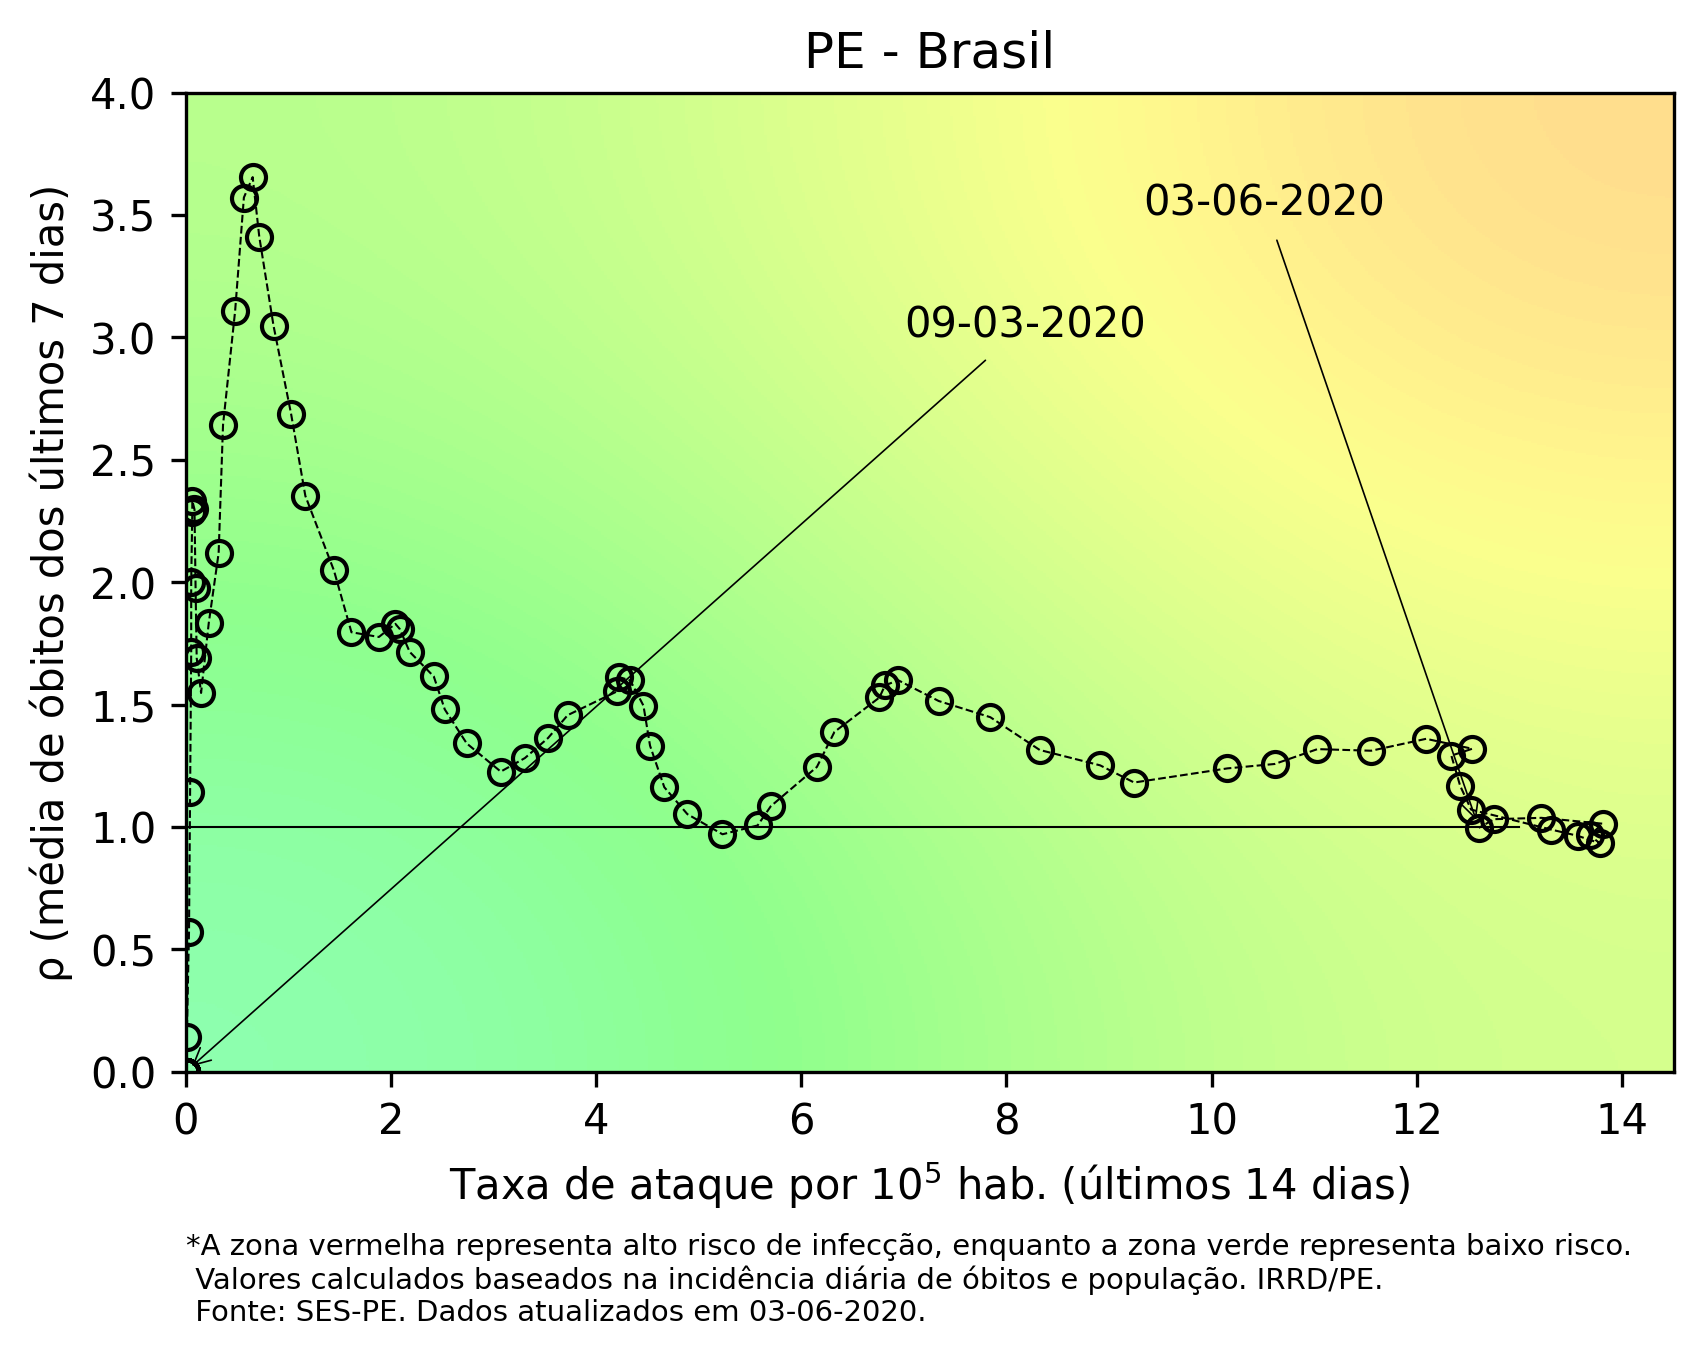 PE - Brasil
4.0
3.5
3.0
2.5
2.0
1.5
1.0
0.5
0.0
ρ (média de óbitos dos últimos 7 dias)
03-06-2020
09-03-2020
0 2 4 6 8 10 12 14
Taxa de ataque por 10⁵ hab. (últimos 14 dias)
*A zona vermelha representa alto risco de infecção, enquanto a zona verde representa baixo risco.
Valores calculados baseados na incidência diária de óbitos e população. IRRD/PE.
Fonte: SES-PE. Dados atualizados em 03-06-2020.